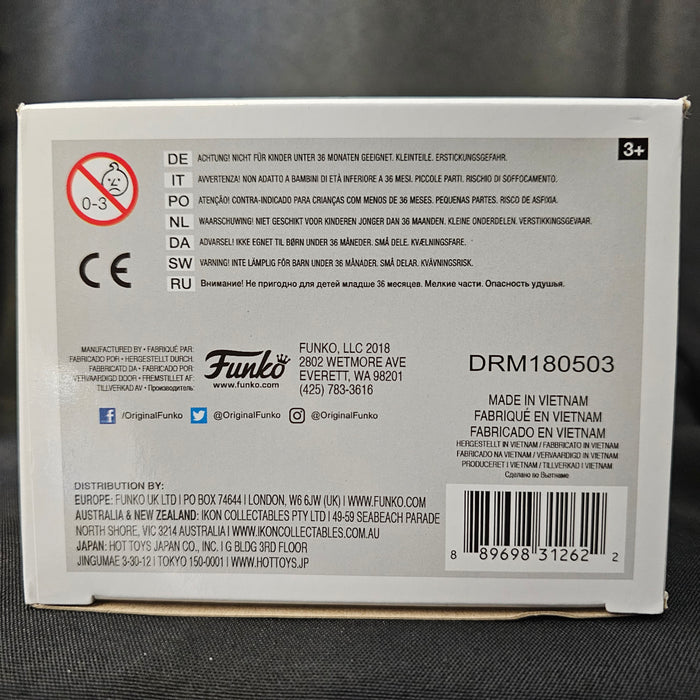 3+
0-3
DE ACHTUNG! NICHT FÜR KINDER UNTER 36 MONATEN GEEIGNET. KLEINTEILE. ERSTICKUNGSGEFAHR.
IT AVVERTENZA! NON ADATTO A BAMBINI DI ETÀ INFERIORE A 36 MESI. PICCOLE PARTI. RISCHIO DI SOFFOCAMENTO.
PO ATENÇÃO! CONTRA-INDICADO PARA CRIANÇAS COM MENOS DE 36 MESES. PEQUENAS PARTES. RISCO DE ASFIXIA.
NL WAARSCHUWING! NIET GESCHIKT VOOR KINDEREN JONGER DAN 36 MAANDEN. KLEINE ONDERDELEN. VERSTIKKINGSGEVAAR.
DA ADVARSEL! IKKE EGNET TIL BØRN UNDER 36 MÅNEDER. SMÅ DELE. KVÆLNINGSFARE.
SW VARNING! INTE LÄMPLIG FÖR BARN UNDER 36 MÅNADER. SMÅ DELAR. KVÄVNINGSRISK.
RU Внимание! Не пригодно для детей младше 36 месяцев. Мелкие части. Опасность удушья.
CE
MANUFACTURED BY • FABRIQUÉ PAR:
FABRICADO POR • HERGESTELLT DURCH:
FABBRICATO DA • FABRICADO POR:
VERVAARDIGD DOOR • FREMSTILLET AF:
TILLVERKAD AV • Производитель:
Funko
www.funko.com
FUNKO, LLC 2018
2802 WETMORE AVE
EVERETT, WA 98201
(425) 783-3616
f /OriginalFunko @OriginalFunko @OriginalFunko
DRM180503
MADE IN VIETNAM
FABRIQUÉ EN VIETNAM
FABRICADO EN VIETNAM
HERGESTELLT IN VIETNAM / FABBRICATO IN VIETNAM
FABRICADO NA VIETNAM / VERVAARDIGD IN VIETNAM
PRODUCERET I VIETNAM / TILLVERKAD I VIETNAM
Сделано во Вьетнаме.
DISTRIBUTION BY:
EUROPE: FUNKO UK LTD | PO BOX 74644 | LONDON, W6 6JW (UK) | WWW.FUNKO.COM
AUSTRALIA & NEW ZEALAND: IKON COLLECTABLES PTY LTD | 49-59 SEABEACH PARADE
NORTH SHORE, VIC 3214 AUSTRALIA | WWW.IKONCOLLECTABLES.COM.AU
JAPAN: HOT TOYS JAPAN CO., INC. | G BLDG 3RD FLOOR
JINGUMAE 3-30-12 | TOKYO 150-0001 | WWW.HOTTOYS.JP
8 89698 31262 2